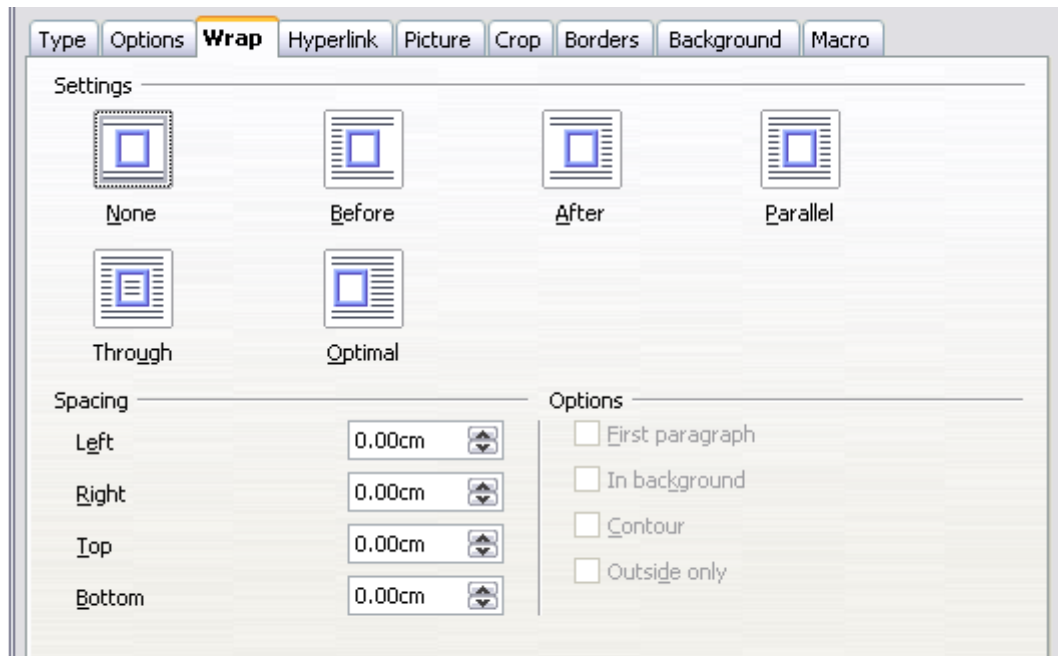 Type Options Wrap Hyperlink Picture Crop Borders Background Macro
Settings
None Before After Parallel
Through Optimal
Spacing Options
Left 0.00cm First paragraph
Right 0.00cm In background
Top 0.00cm Contour
Bottom 0.00cm Outside only